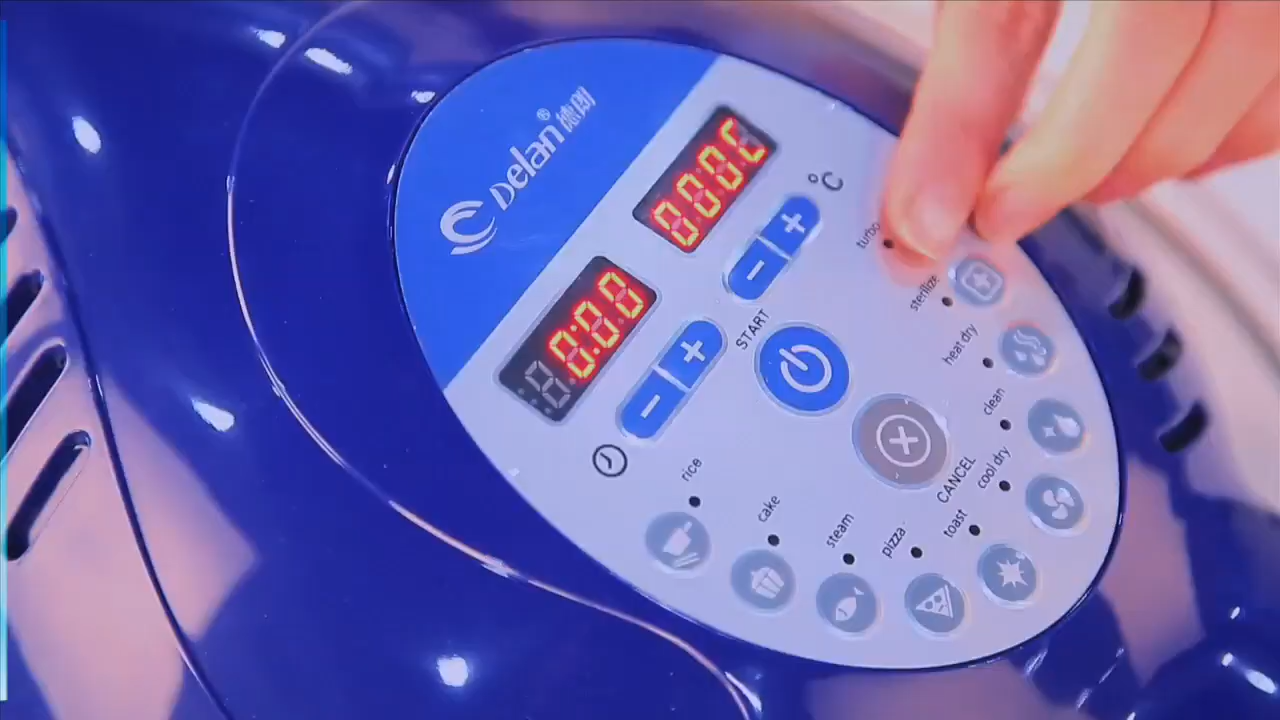 Delan® 德朗
000C
°C
0:00
START
CANCEL
turbo
sterilize
heat dry
clean
cool dry
toast
pizza
steam
cake
rice